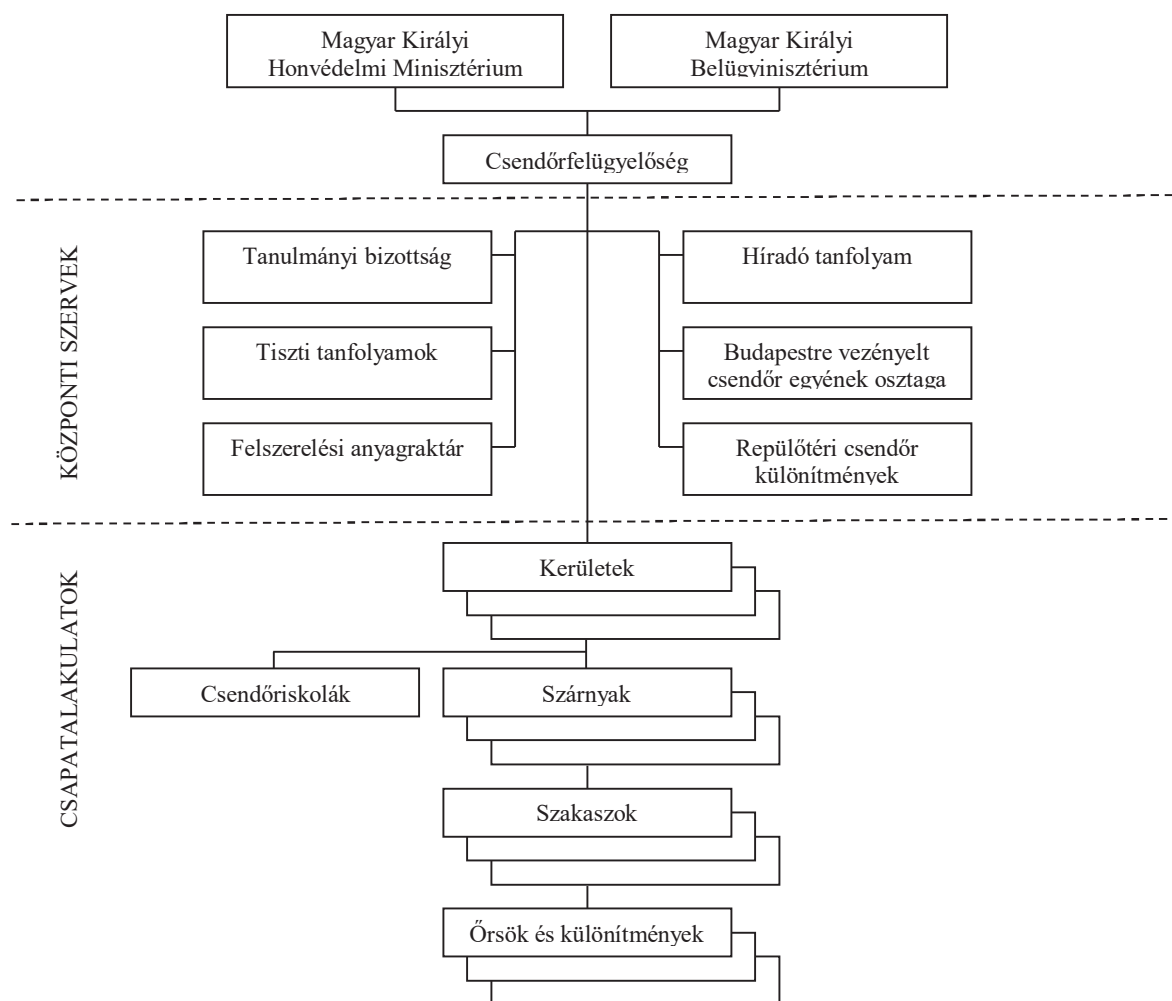 Magyar Királyi
Honvédelmi Minisztérium
Magyar Királyi
Belügyinisztérium
Csendőrfelügyelőség
KÖZPONTI SZERVEK
Tanulmányi bizottság
Híradó tanfolyam
Tiszti tanfolyamok
Budapestre vezényelt
csendőr egyének osztaga
Felszerelési anyagraktár
Repülőtéri csendőr
különítmények
CSAPATALAKULATOK
Kerületek
Csendőriskolák
Szárnyak
Szakaszok
Őrsök és különítmények